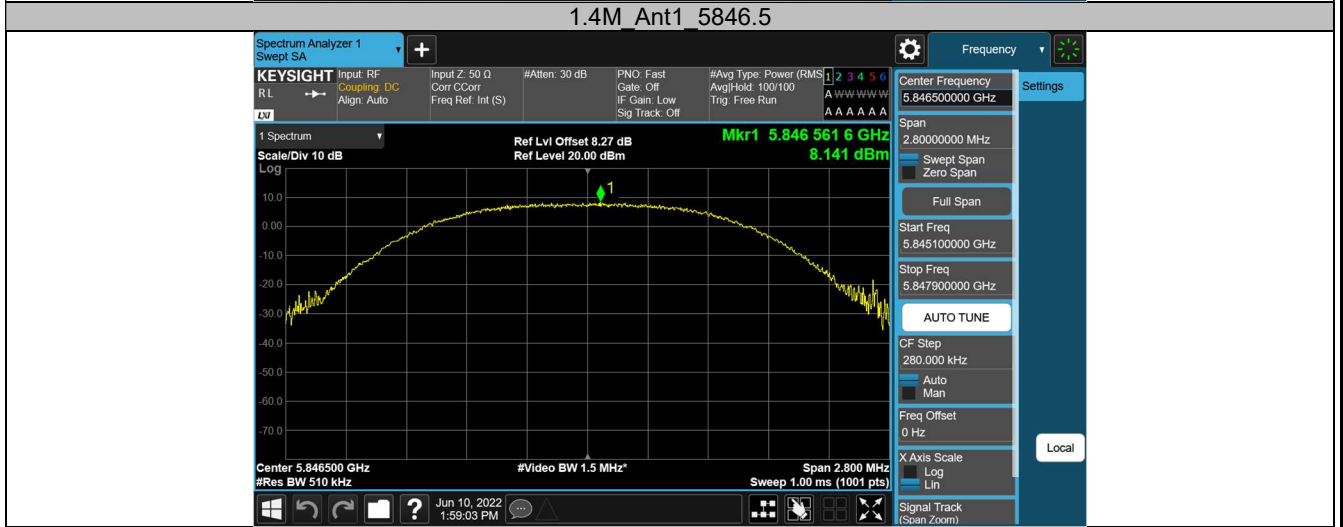 1.4M_Ant1_5846.5
Spectrum Analyzer 1
Swept SA
Frequency
KEYSIGHT
RL
LXI
Input: RF
Coupling: DC
Align: Auto
Input Z: 50 Ω
Corr CCorr
Freq Ref: Int (S)
#Atten: 30 dB
PNO: Fast
Gate: Off
IF Gain: Low
Sig Track: Off
#Avg Type: Power (RMS
Avg|Hold: 100/100
Trig: Free Run
1 2 3 4 5 6
A W W W W W
A A A A A A
1 Spectrum
Scale/Div 10 dB
Log
Ref Lvl Offset 8.27 dB
Ref Level 20.00 dBm
Mkr1 5.846 561 6 GHz
8.141 dBm
1
10.0
0.00
-10.0
-20.0
-30.0
-40.0
-50.0
-60.0
-70.0
Center 5.846500 GHz
#Res BW 510 kHz
#Video BW 1.5 MHz*
Span 2.800 MHz
Sweep 1.00 ms (1001 pts)
Center Frequency
5.846500000 GHz
Settings
Span
2.80000000 MHz
Swept Span
Zero Span
Full Span
Start Freq
5.845100000 GHz
Stop Freq
5.847900000 GHz
AUTO TUNE
CF Step
280.000 kHz
Auto
Man
Freq Offset
0 Hz
X Axis Scale
Log
Lin
Signal Track
(Span Zoom)
Local
?
Jun 10, 2022
1:59:03 PM